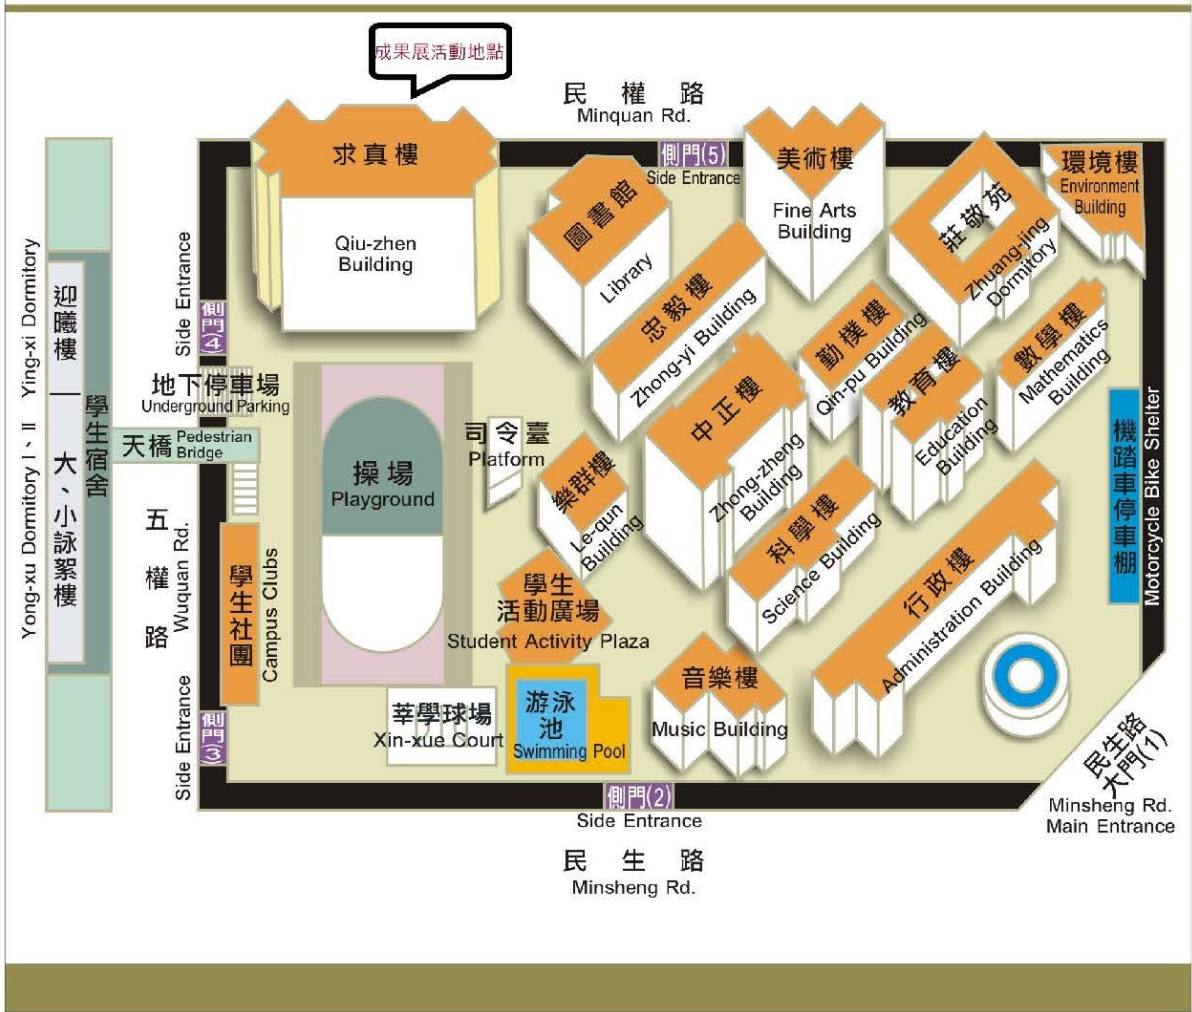 成果展活動地點
民權路
Minquan Rd.
求真樓
Qiu-zhen
Building
側門(5)
Side Entrance
美術樓
Fine Arts
Building
環境樓
Environment
Building
莊敬苑
Zhuang-jing
Dormitory
圖書館
Library
忠毅樓
Zhong-yi Building
勤樸樓
Qin-pu Building
數學樓
Mathematics
Building
中正樓
Zhong-zheng
Building
教育樓
Education
Building
Side Entrance
側門(4)
地下停車場
Underground Parking
天橋
Pedestrian
Bridge
Ying-xi Dormitory
迎曦樓
學生宿舍
Yong-xu Dormitory I、II
大、小詠絮樓
五權路
Wuquan Rd.
操場
Playground
司令臺
Platform
樂群樓
Le-qun
Building
科學樓
Science Building
行政樓
Administration Building
機踏車停車棚
Motorcycle Bike Shelter
學生社團
Campus Clubs
學生
活動廣場
Student Activity Plaza
音樂樓
Music Building
Side Entrance
側門(3)
莘學球場
Xin-xue Court
游泳
池
Swimming Pool
民生路
大門(1)
Minsheng Rd.
Main Entrance
側門(2)
Side Entrance
民生路
Minsheng Rd.